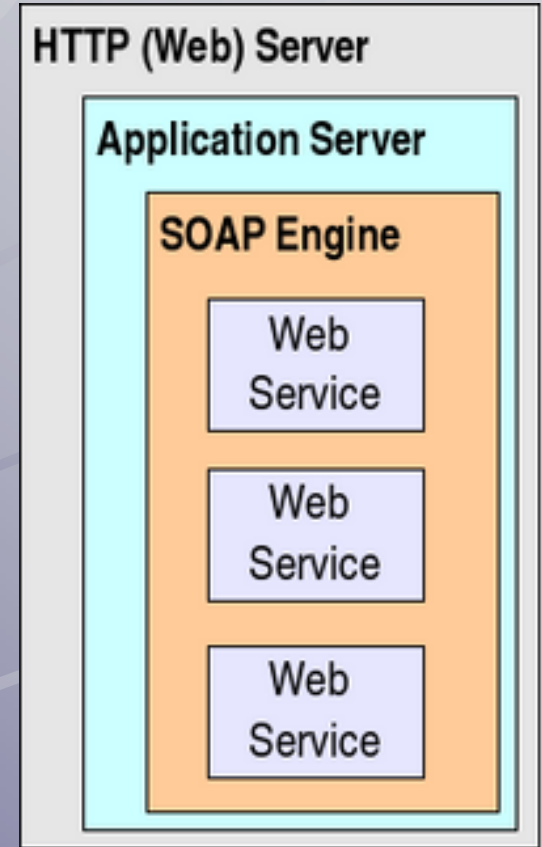 HTTP (Web) Server
Application Server
SOAP Engine
Web
Service
Web
Service
Web
Service